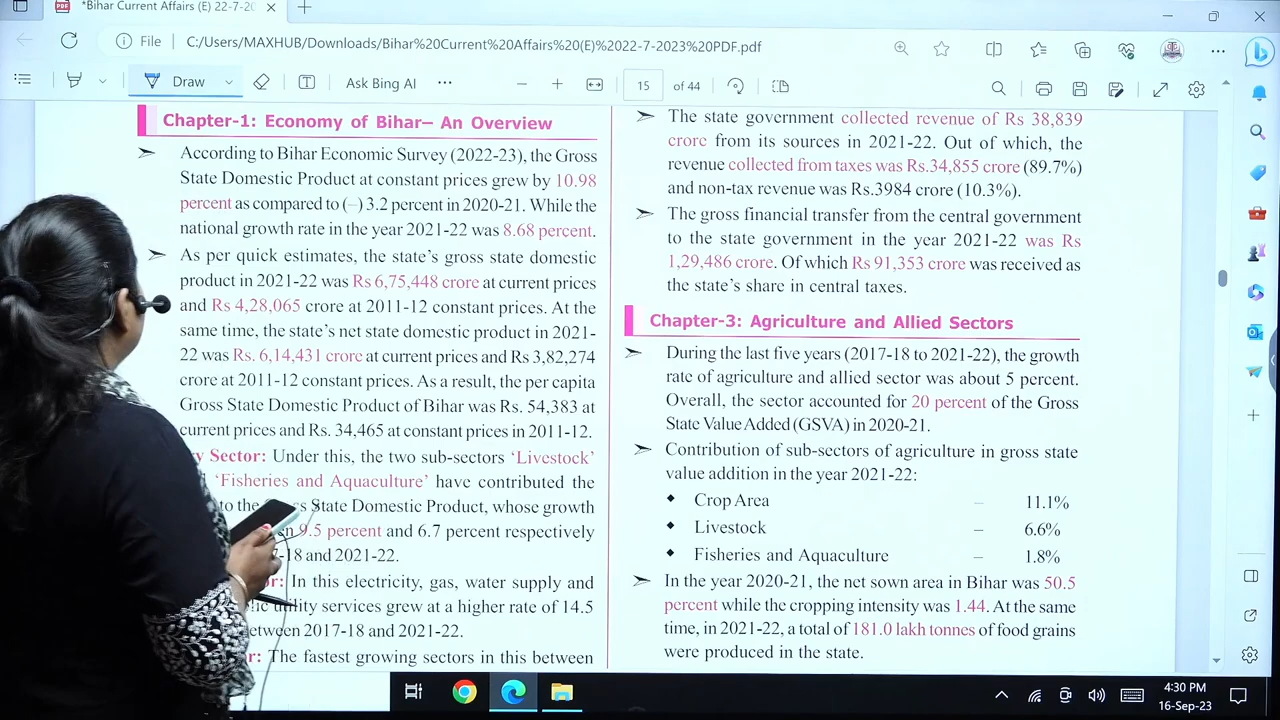 *Bihar Current Affairs (E) 22-7-20
File
C:/Users/MAXHUB/Downloads/Bihar%20Current%20Affairs%20(E)%2022-7-2023%20PDF.pdf
Draw
Ask Bing AI
15 of 44
Chapter-1: Economy of Bihar– An Overview
According to Bihar Economic Survey (2022-23), the Gross
State Domestic Product at constant prices grew by 10.98
percent as compared to (–) 3.2 percent in 2020-21. While the
national growth rate in the year 2021-22 was 8.68 percent.
As per quick estimates, the state's gross state domestic
product in 2021-22 was Rs 6,75,448 crore at current prices
and Rs 4,28,065 crore at 2011-12 constant prices. At the
same time, the state's net state domestic product in 2021-
22 was Rs. 6,14,431 crore at current prices and Rs 3,82,274
crore at 2011-12 constant prices. As a result, the per capita
Gross State Domestic Product of Bihar was Rs. 54,383 at
current prices and Rs. 34,465 at constant prices in 2011-12.
Sector: Under this, the two sub-sectors 'Livestock'
'Fisheries and Aquaculture' have contributed the
to the State Domestic Product, whose growth
9.5 percent and 6.7 percent respectively
-18 and 2021-22.
In this electricity, gas, water supply and
utility services grew at a higher rate of 14.5
between 2017-18 and 2021-22.
The fastest growing sectors in this between
The state government collected revenue of Rs 38,839
crore from its sources in 2021-22. Out of which, the
revenue collected from taxes was Rs.34,855 crore (89.7%)
and non-tax revenue was Rs.3984 crore (10.3%).
The gross financial transfer from the central government
to the state government in the year 2021-22 was Rs
1,29,486 crore. Of which Rs 91,353 crore was received as
the state's share in central taxes.
Chapter-3: Agriculture and Allied Sectors
During the last five years (2017-18 to 2021-22), the growth
rate of agriculture and allied sector was about 5 percent.
Overall, the sector accounted for 20 percent of the Gross
State Value Added (GSVA) in 2020-21.
Contribution of sub-sectors of agriculture in gross state
value addition in the year 2021-22:
Crop Area – 11.1%
Livestock – 6.6%
Fisheries and Aquaculture – 1.8%
In the year 2020-21, the net sown area in Bihar was 50.5
percent while the cropping intensity was 1.44. At the same
time, in 2021-22, a total of 181.0 lakh tonnes of food grains
were produced in the state.
4:30 PM
16-Sep-23